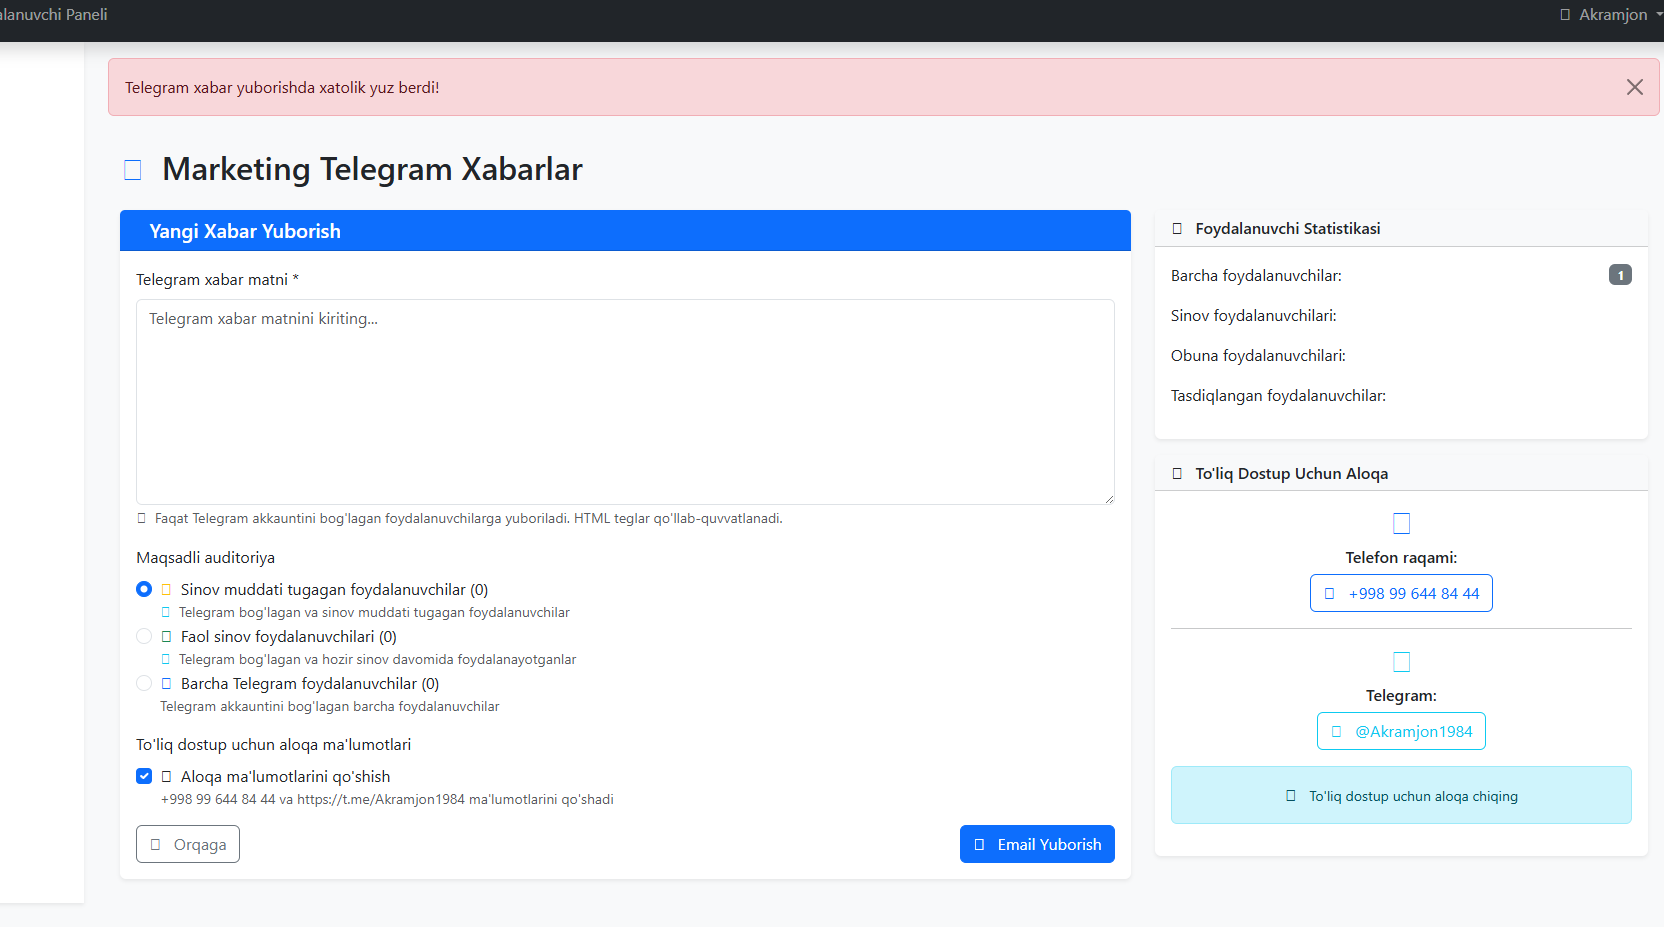 alanuvchi Paneli
Akramjon
Telegram xabar yuborishda xatolik yuz berdi!
Marketing Telegram Xabarlar
Yangi Xabar Yuborish
Telegram xabar matni *
Telegram xabar matnini kiriting...
Faqat Telegram akkauntini bog'lagan foydalanuvchilarga yuboriladi. HTML teglar qo'llab-quvvatlanadi.
Maqsadli auditoriya
Sinov muddati tugagan foydalanuvchilar (0)
Telegram bog'lagan va sinov muddati tugagan foydalanuvchilar
Faol sinov foydalanuvchilari (0)
Telegram bog'lagan va hozir sinov davomida foydalanayotganlar
Barcha Telegram foydalanuvchilar (0)
Telegram akkauntini bog'lagan barcha foydalanuvchilar
To'liq dostup uchun aloqa ma'lumotlari
Aloqa ma'lumotlarini qo'shish
+998 99 644 84 44 va https://t.me/Akramjon1984 ma'lumotlarini qo'shadi
Orqaga
Email Yuborish
Foydalanuvchi Statistikasi
Barcha foydalanuvchilar: 1
Sinov foydalanuvchilari:
Obuna foydalanuvchilari:
Tasdiqlangan foydalanuvchilar:
To'liq Dostup Uchun Aloqa
Telefon raqami:
+998 99 644 84 44
Telegram:
@Akramjon1984
To'liq dostup uchun aloqa chiqing